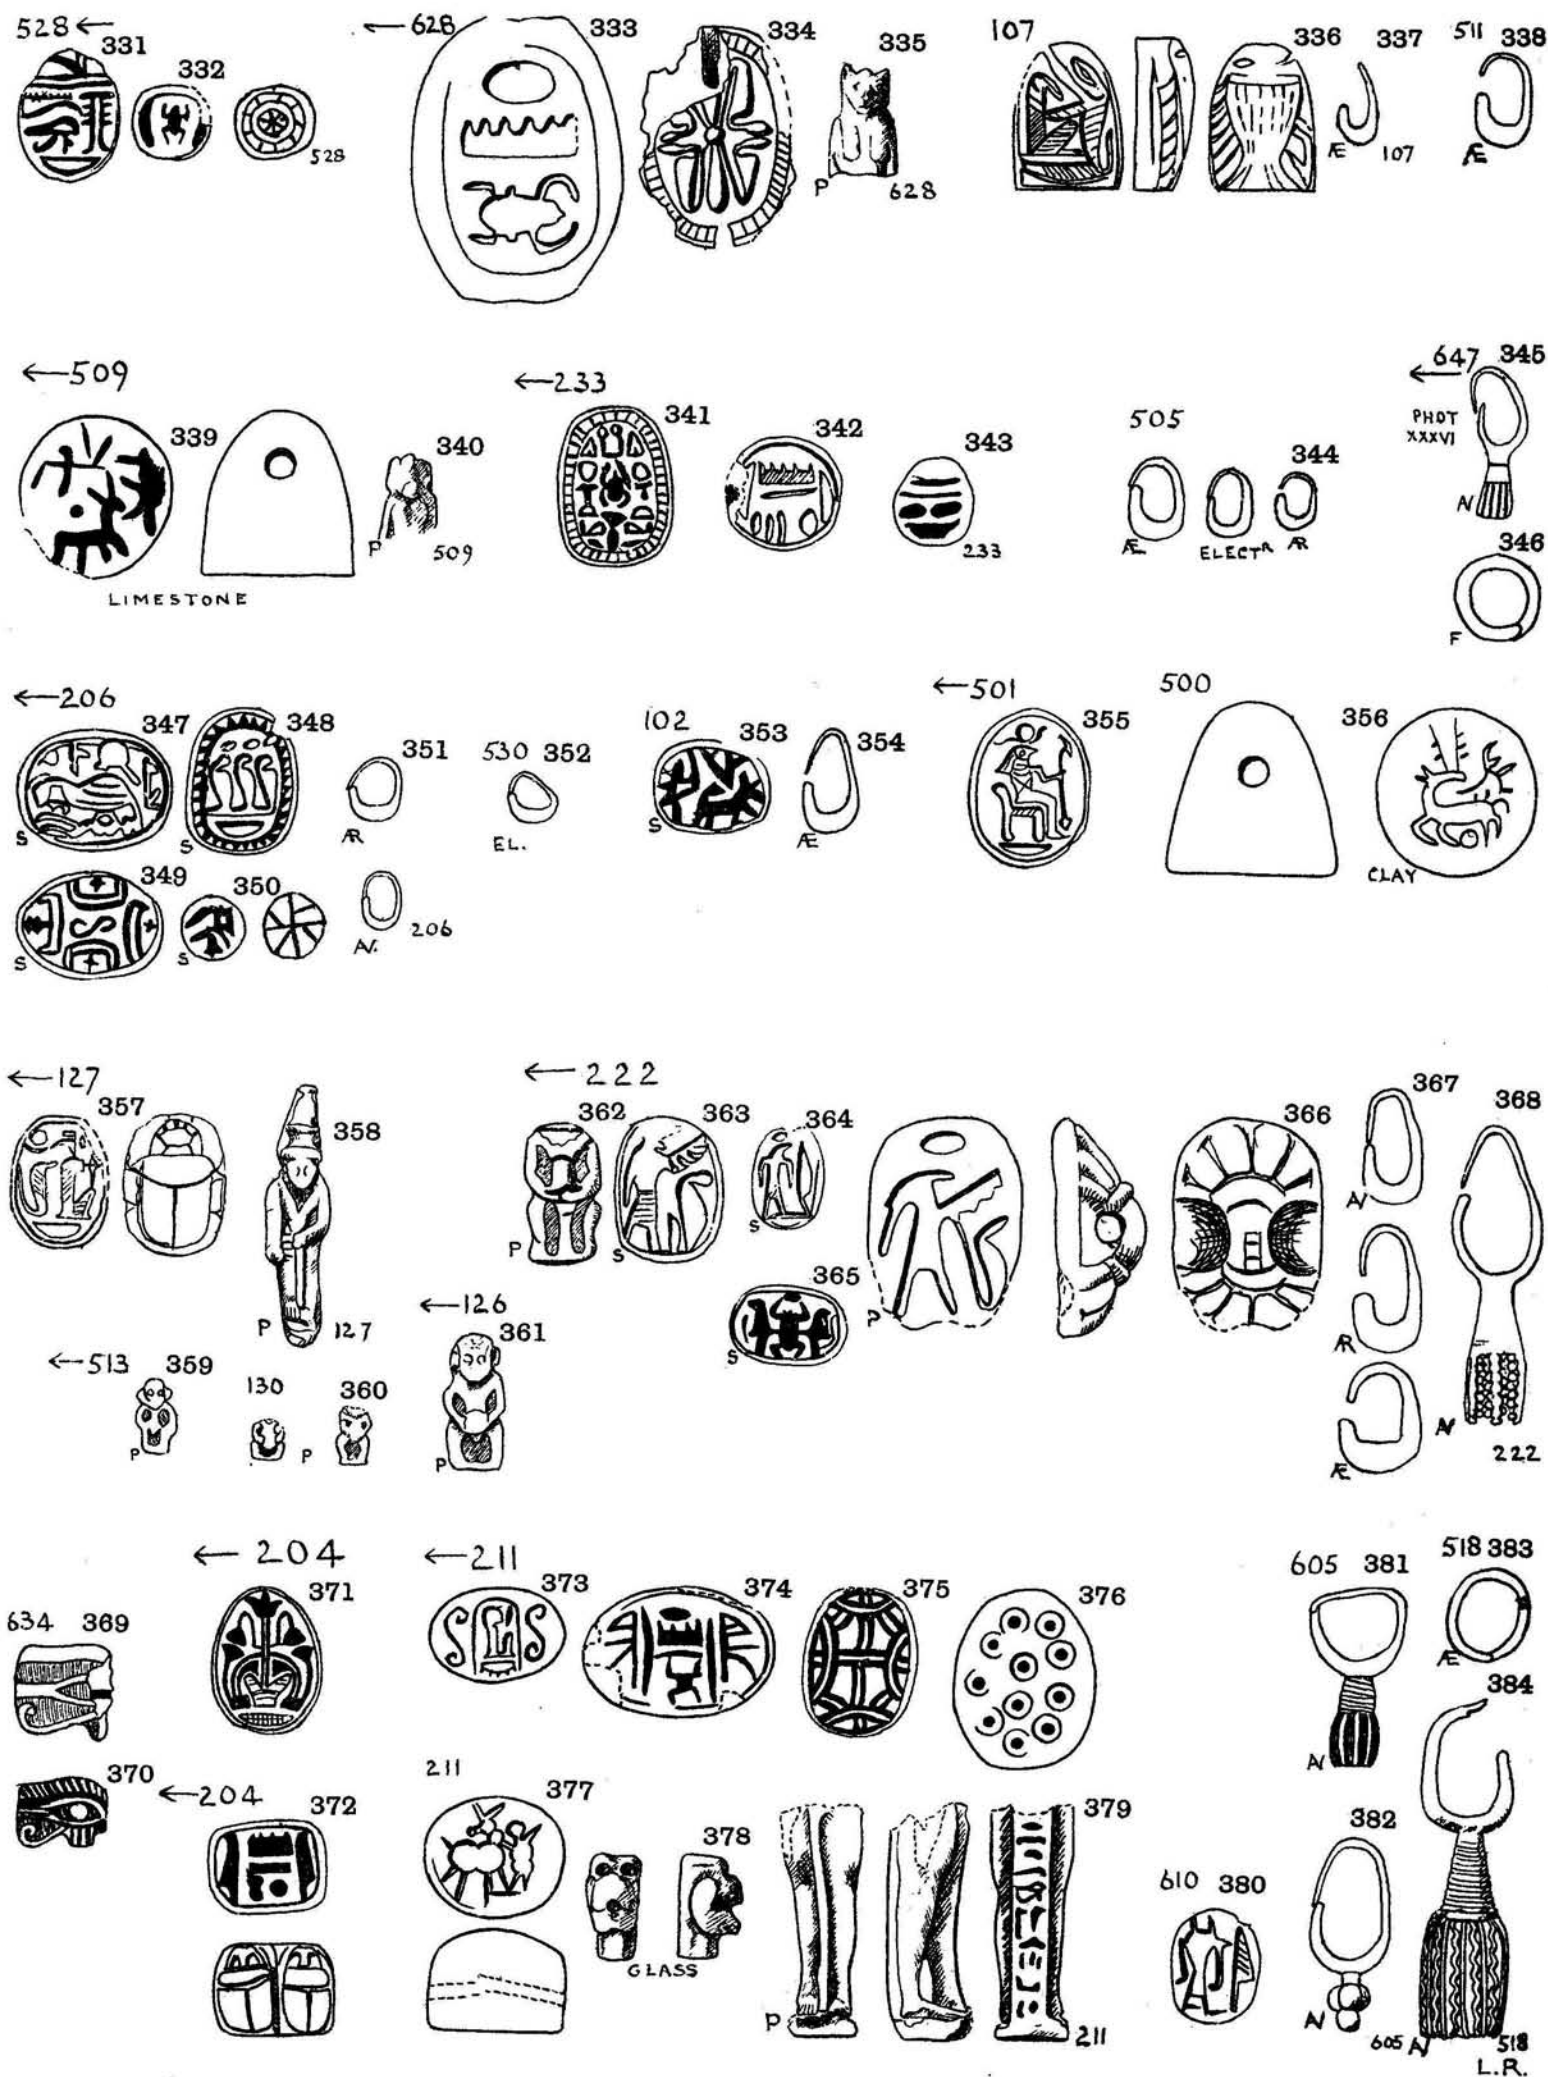 528 ← 331 332 528
← 628 333 334 335 P 628
107 336 337 Æ 107
511 338 Æ
← 509 339 340 P 509
LIMESTONE
← 233 341 342 343 233
505 344 Æ ELECTR AR
← 647 345
PHOT
XXXVI
N
346
F
← 206 347 348 351
S S AR
530 352
EL.
349 350
S S N. 206
102 353 354
S Æ
← 501 355
500 356
CLAY
← 127 357 358
P 127
← 513 359
P
130 360
P
← 126 361
P
← 222 362 363 364
P S S
365
S
366
P
367 368
N
AR
Æ
N
222
634 369
370
← 204
371
← 204 372
← 211
373 374 375 376
211 377 378
GLASS
379
P 211
610 380
605 381
N
382
N 605
518 383
Æ
384
N 518
L.R.